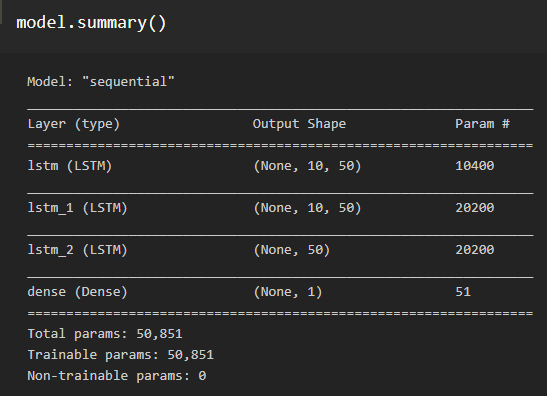 model.summary()
Model: "sequential"
_________________________________________________________________
Layer (type)                 Output Shape              Param #
=================================================================
lstm (LSTM)                  (None, 10, 50)            10400
_________________________________________________________________
lstm_1 (LSTM)                (None, 10, 50)            20200
_________________________________________________________________
lstm_2 (LSTM)                (None, 50)                20200
_________________________________________________________________
dense (Dense)                (None, 1)                 51
=================================================================
Total params: 50,851
Trainable params: 50,851
Non-trainable params: 0